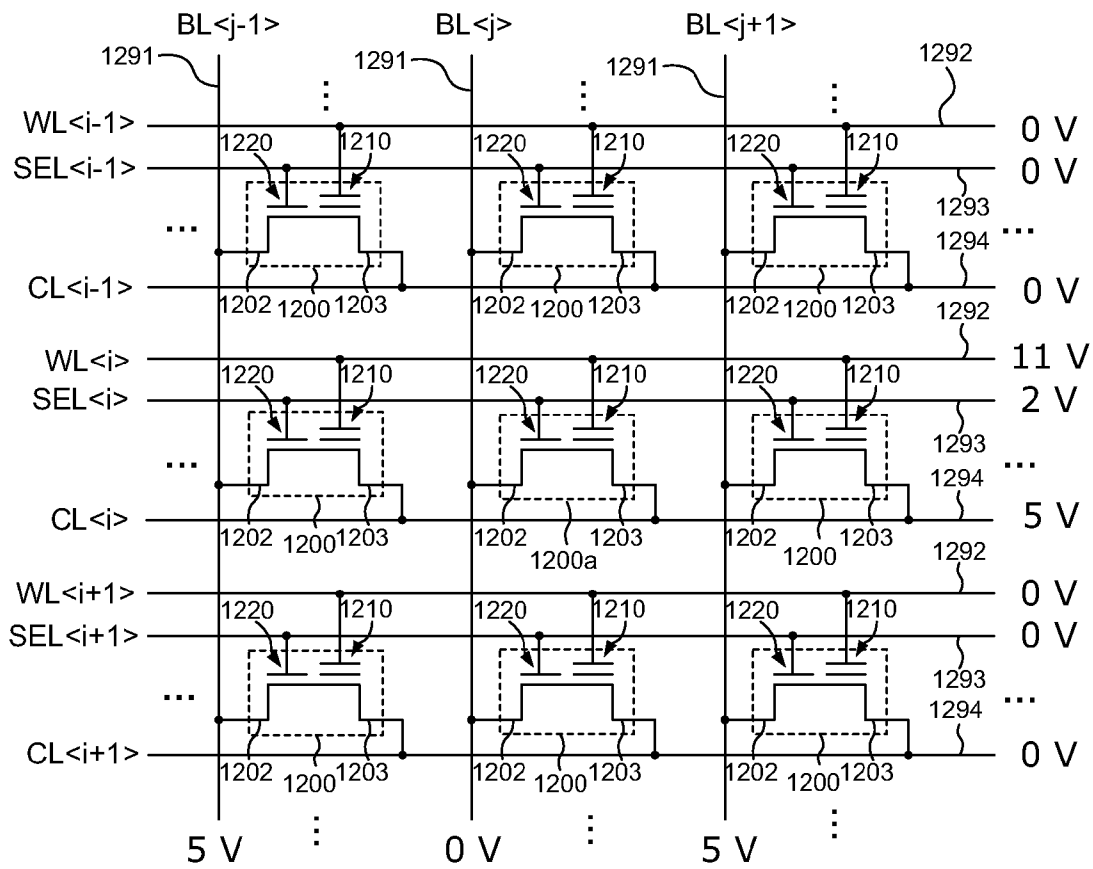 BL<j-1> BL<j> BL<j+1>
1291 1291 1291 1292
WL<i-1> 0 V
1220 1210 1220 1210 1220 1210
SEL<i-1> 0 V
1293
... ...
1294
CL<i-1> 0 V
1202 1200 1203 1202 1200 1203 1202 1200 1203
1292
WL<i> 11 V
1220 1210 1220 1210 1220 1210
SEL<i> 2 V
1293
... ...
1294
CL<i> 5 V
1202 1200 1203 1202 1200a 1203 1202 1200 1203
1292
WL<i+1> 0 V
1220 1210 1220 1210 1220 1210
SEL<i+1> 0 V
1293
... ...
1294
CL<i+1> 0 V
1202 1200 1203 1202 1200 1203 1202 1200 1203
5 V 0 V 5 V